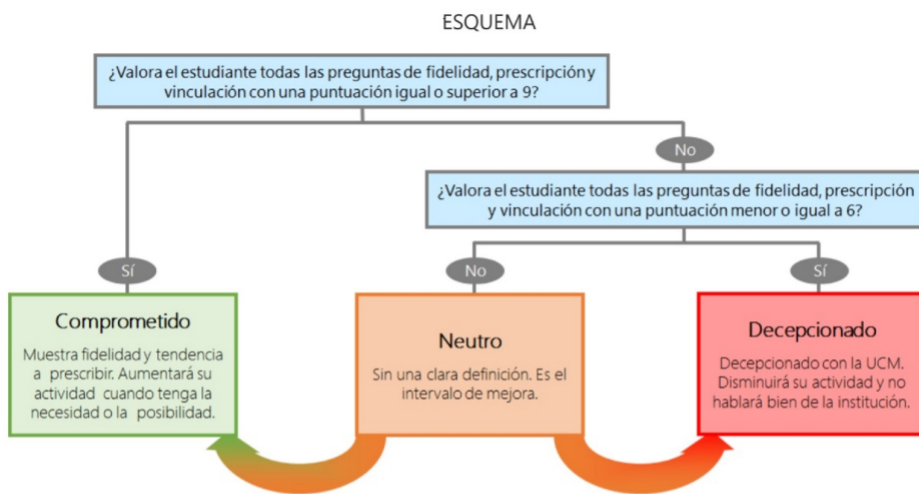 ESQUEMA
¿Valora el estudiante todas las preguntas de fidelidad, prescripción y
vinculación con una puntuación igual o superior a 9?
No
¿Valora el estudiante todas las preguntas de fidelidad, prescripción
y vinculación con una puntuación menor o igual a 6?
Sí
No
Sí
Comprometido
Muestra fidelidad y tendencia
a prescribir. Aumentará su
actividad cuando tenga la
necesidad o la posibilidad.
Neutro
Sin una clara definición. Es el
intervalo de mejora.
Decepcionado
Decepcionado con la UCM.
Disminuirá su actividad y no
hablará bien de la institución.